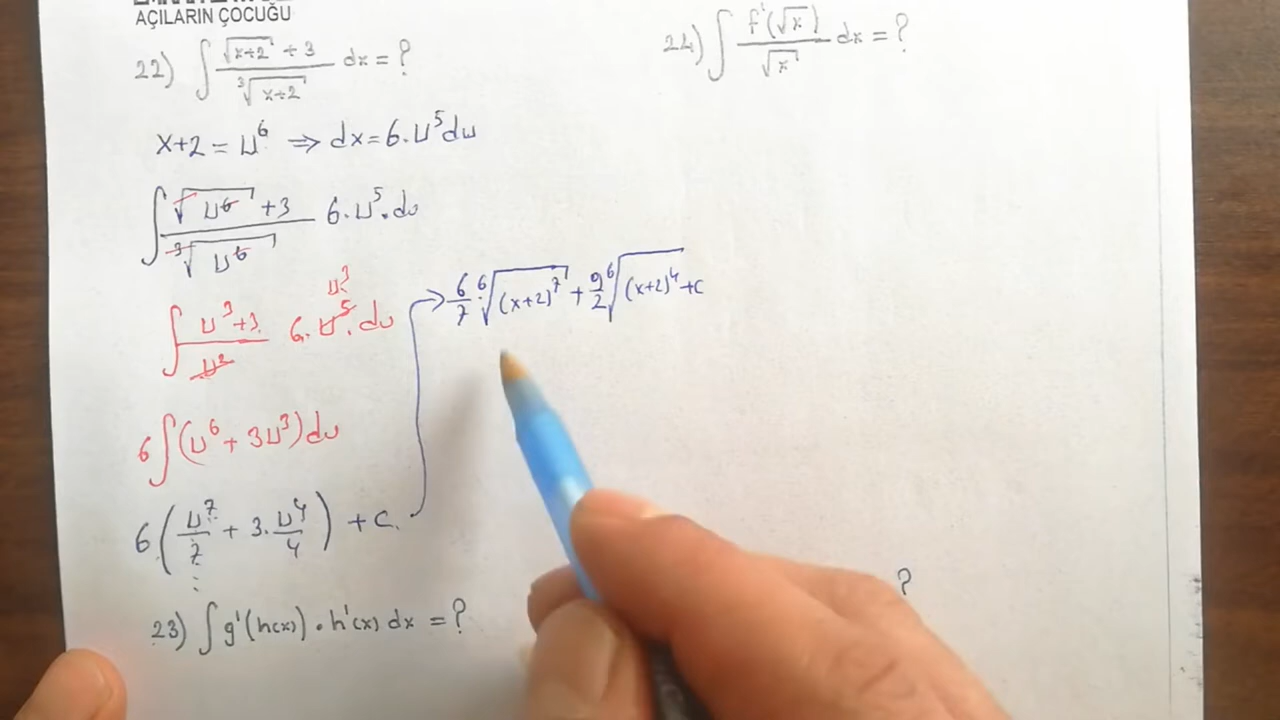 AÇILARIN ÇOCUĞU
22) ∫ (√(x+2) + 3)/(∛(x+2)) dx = ?
x+2 = u⁶ ⇒ dx = 6.u⁵du
∫ (√(u⁶) + 3)/(∛(u⁶)) 6.u⁵.du
∫ (u³+3)/u² 6.u⁵.du u³
6∫(u⁶ + 3u³)du
6(u⁷/7 + 3.u⁴/4) + c
→ 6/7 ⁶√((x+2)⁷) + 9/2 ⁶√((x+2)⁴) + c
23) ∫ g'(h(x)) . h'(x) dx = ?
24) ∫ f'(√x)/√x dx = ?
?